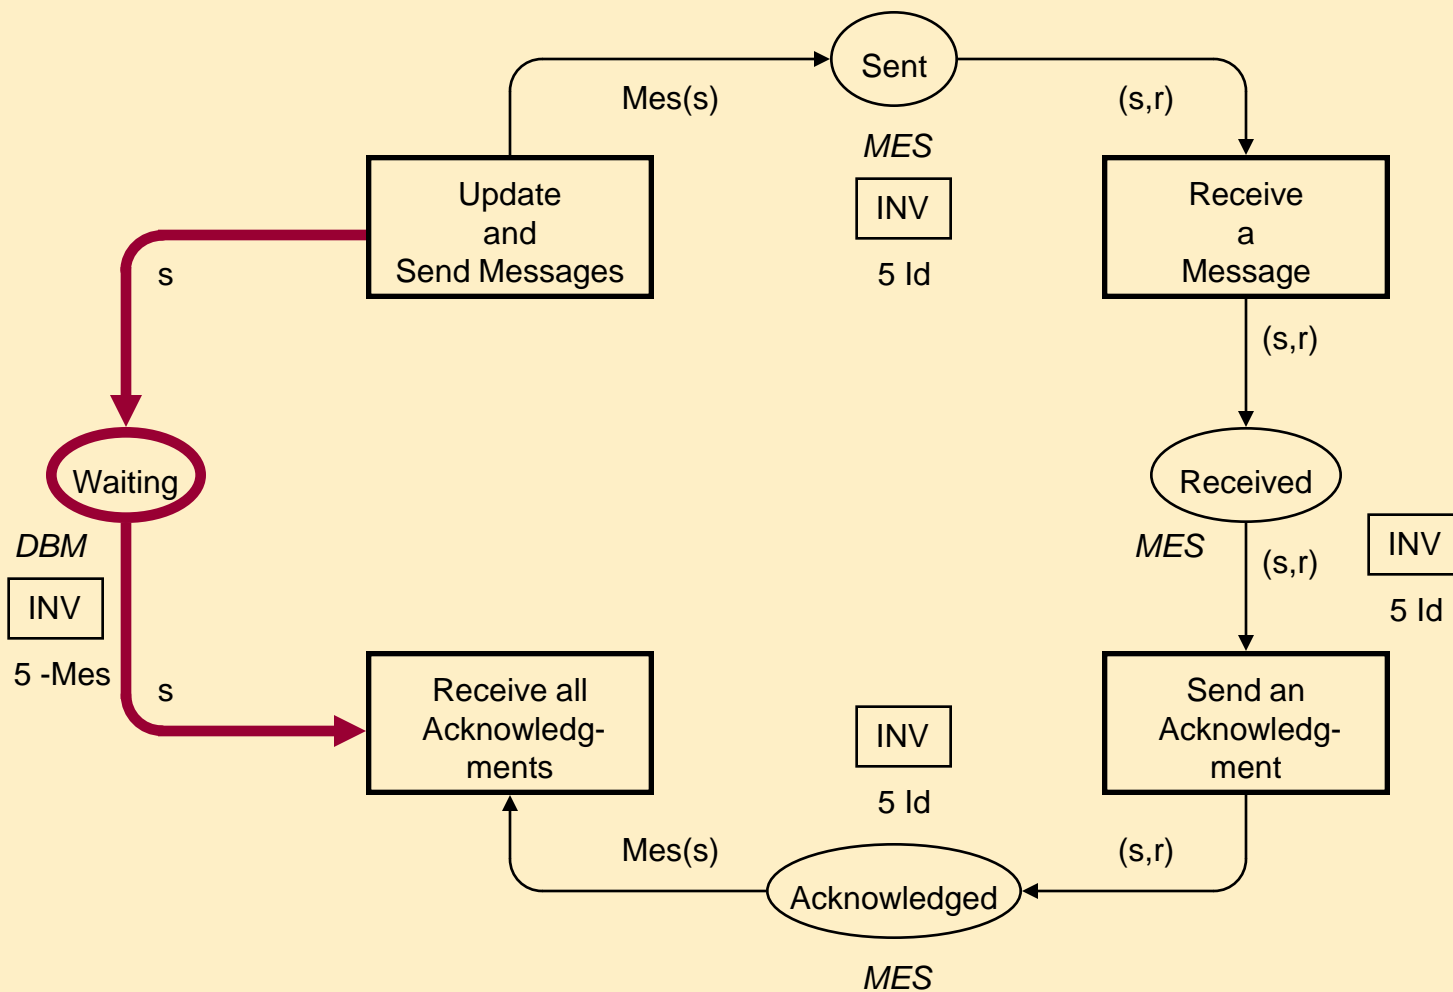 Sent
Mes(s)
(s,r)
MES
INV
5 Id
Update
and
Send Messages
Receive
a
Message
s
(s,r)
Waiting
Received
DBM
INV
5 -Mes
MES
(s,r)
INV
5 Id
s
Receive all
Acknowledg-
ments
INV
5 Id
Send an
Acknowledg-
ment
Mes(s)
(s,r)
Acknowledged
MES